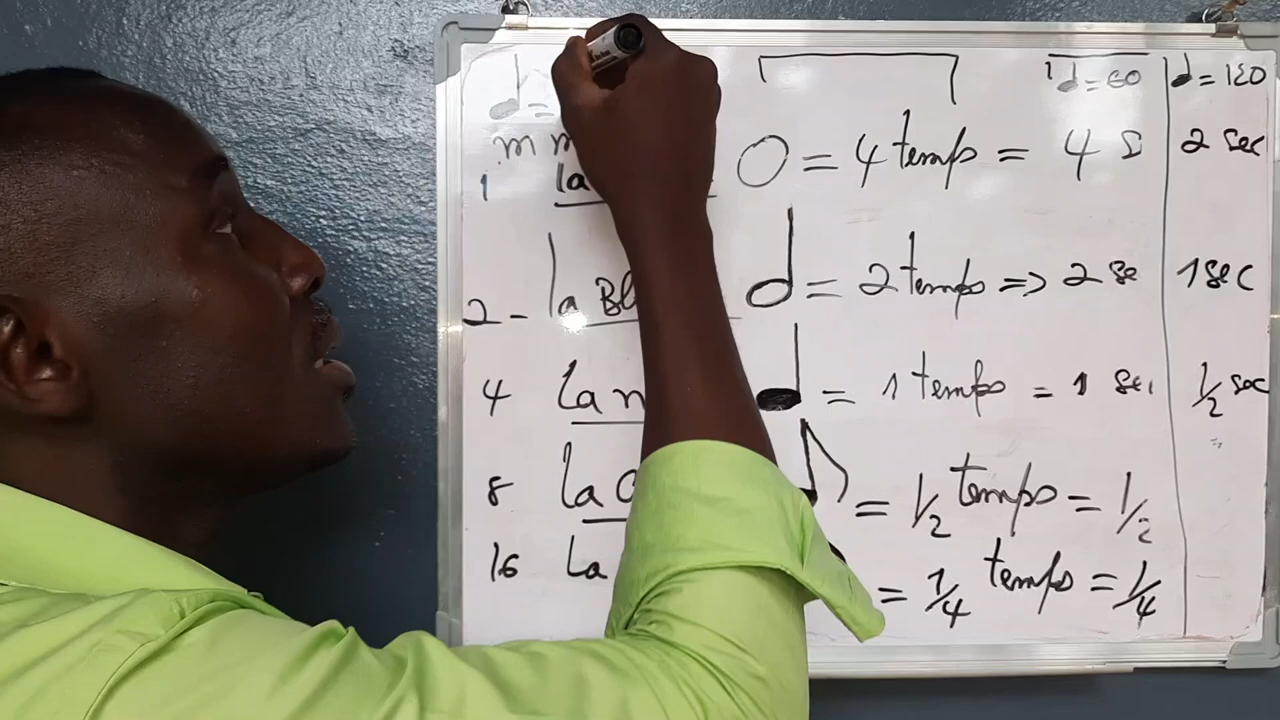 = 60 = 120
m
1 la = 4 temps = 4 s 2 sec
2 - la Bl = 2 temps => 2 se 1 sec
4 la n = 1 temps = 1 sec 1/2 sec
8 la = 1/2 temps = 1/2
16 La = 1/4 temps = 1/4